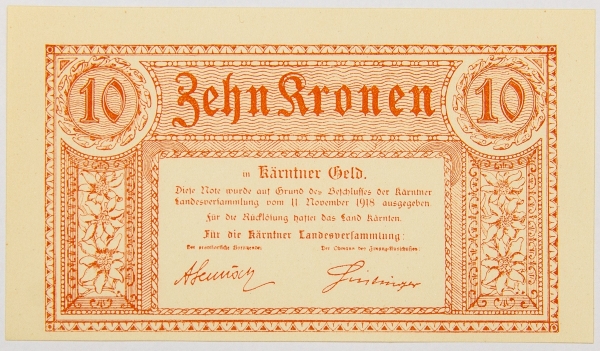 10 Zehn Kronen 10
in Kärntner Geld.
Diese Note wurde auf Grund des Beschlusses der Kärntner
Landesversammlung vom 11 November 1918 ausgegeben
Für die Rücklösung haftet das Land Kärnten.
Für die Kärntner Landesversammlung:
Der Obmann des Finanz-